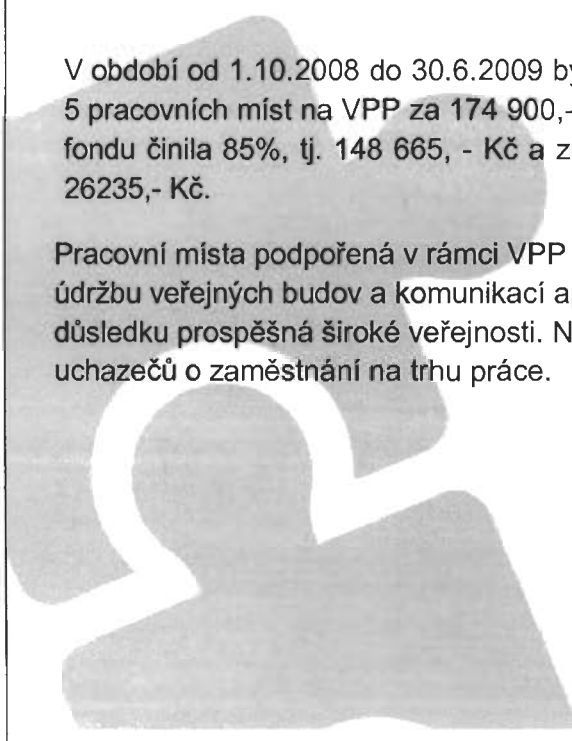 V období od 1.10.2008 do 30.6.2009
5 pracovních míst na VPP za 174 900,-
fondu činila 85%, tj. 148 665, - Kč a z
26235,- Kč.
Pracovní místa podpořená v rámci VPP
údržbu veřejných budov a komunikací
důsledku prospěšná široké veřejnosti.
uchazečů o zaměstnání na trhu práce.